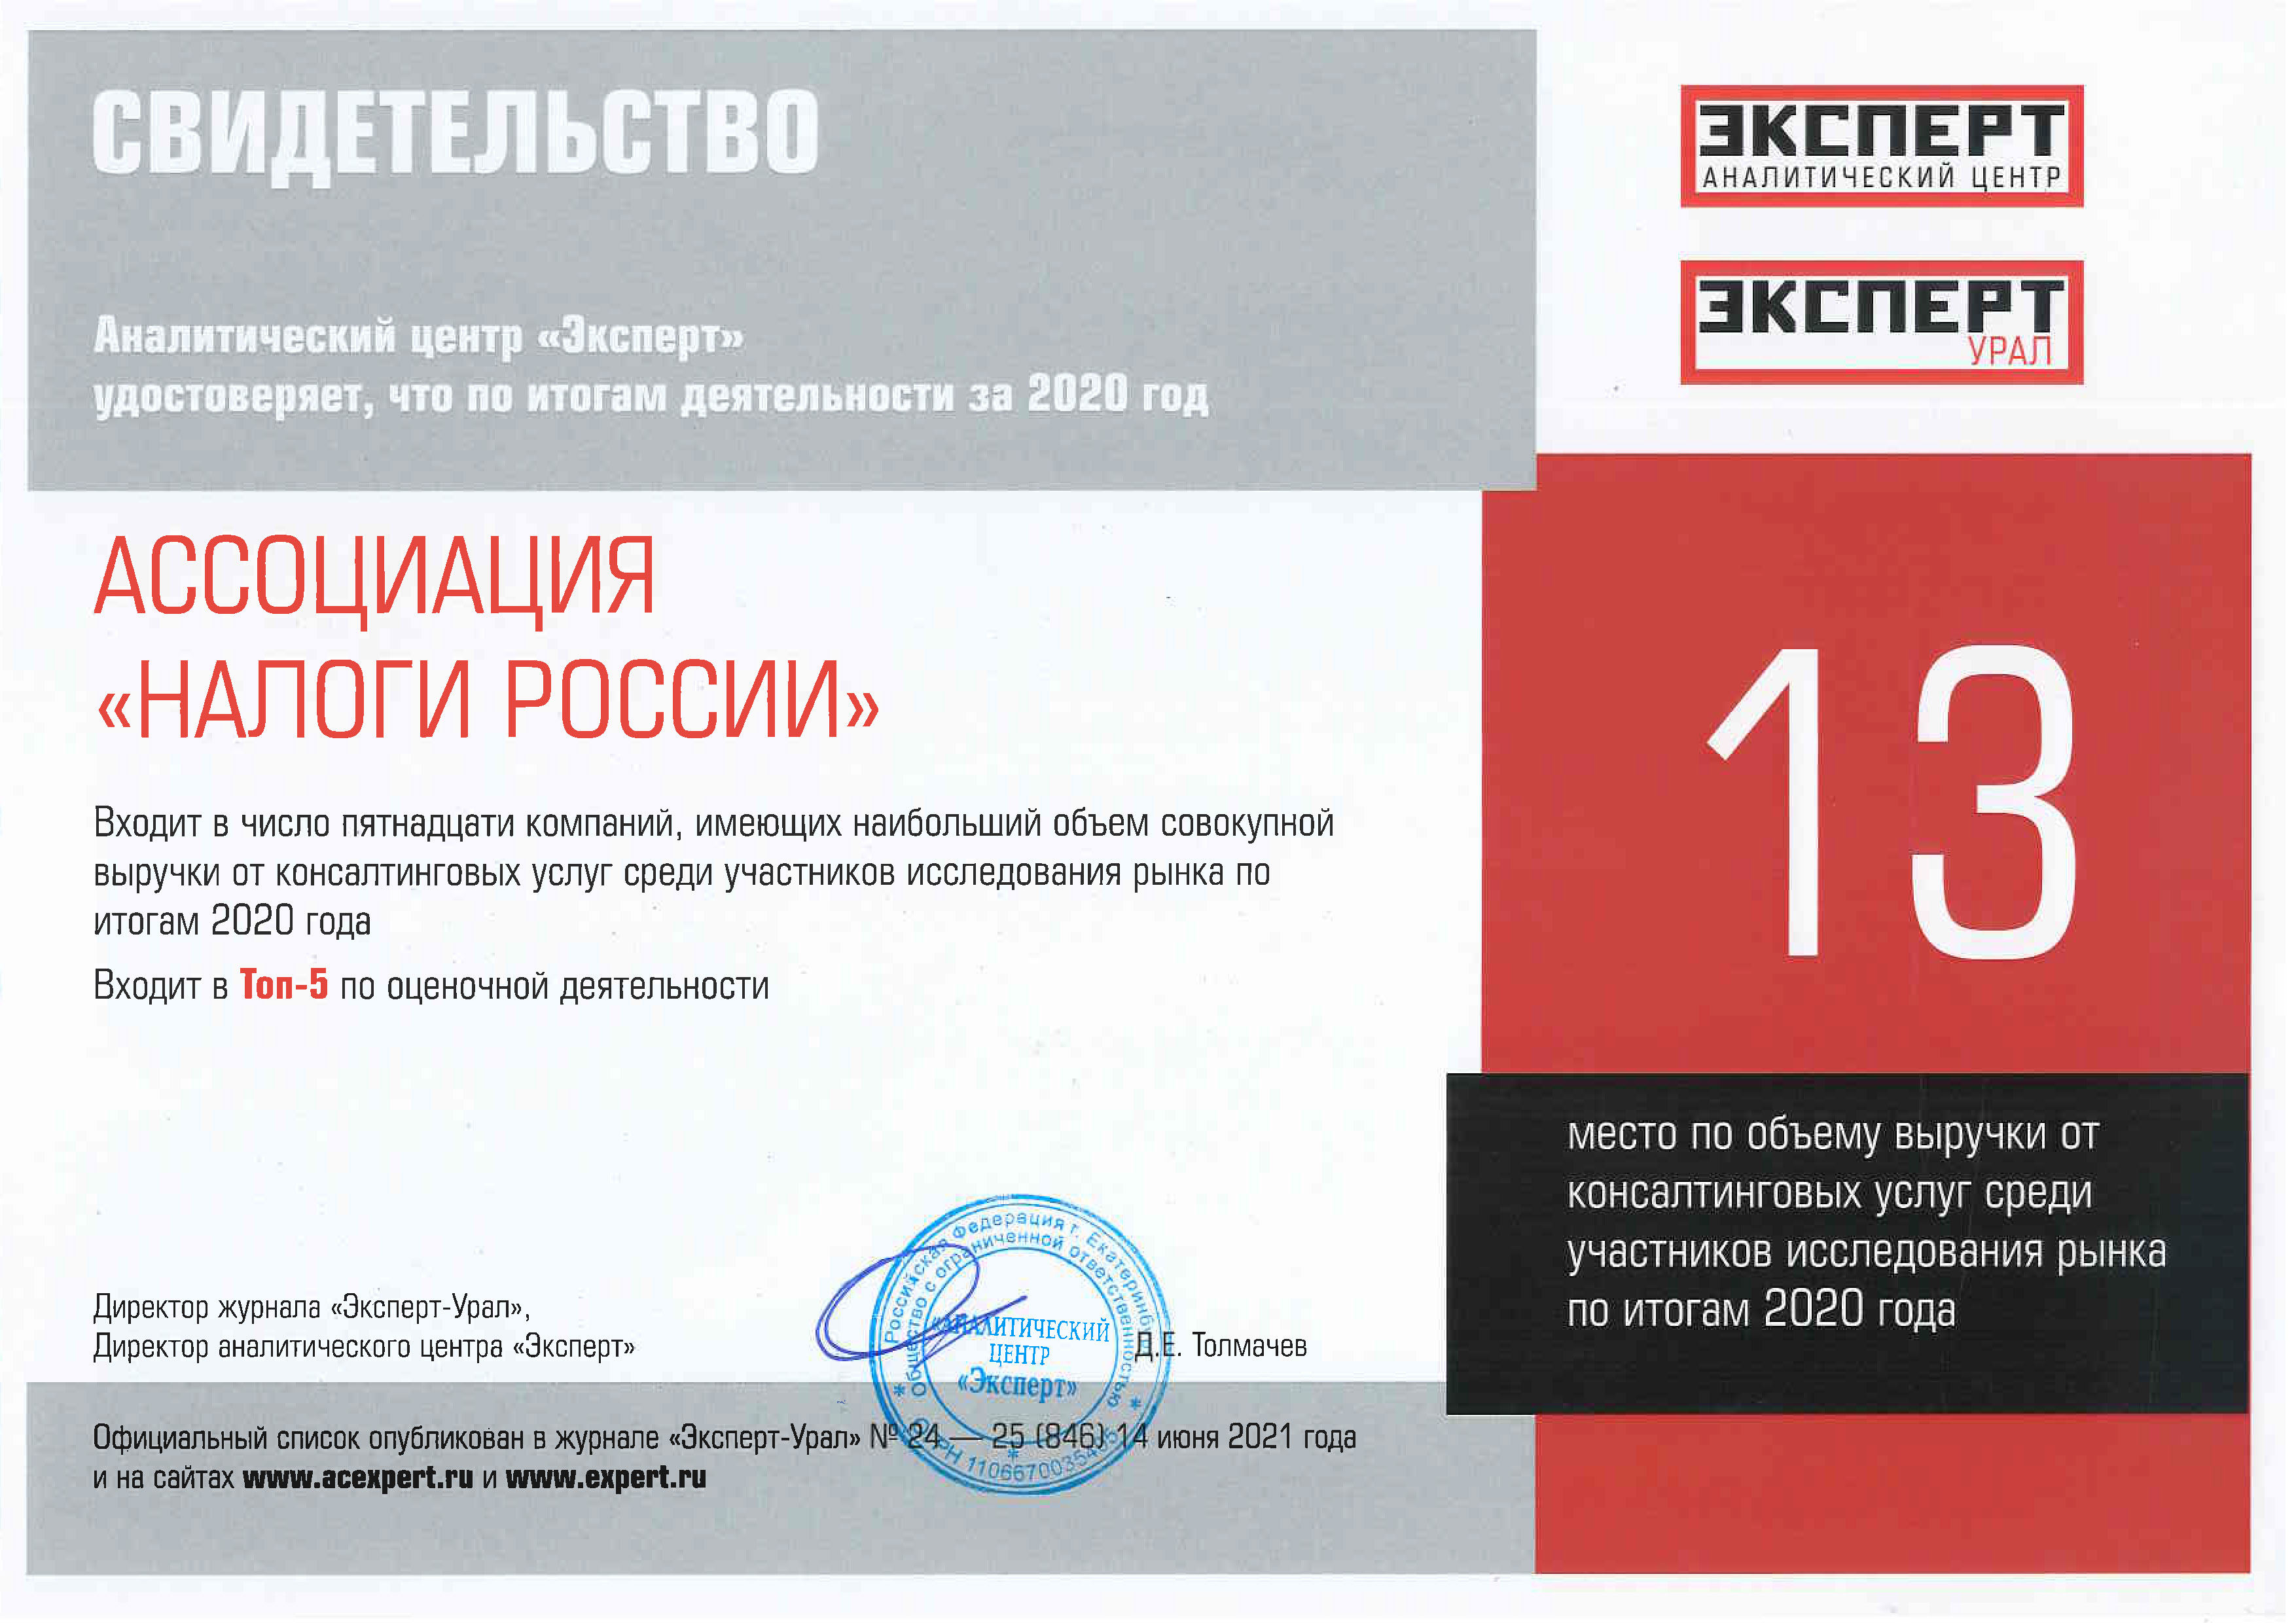 СВИДЕТЕЛЬСТВО
Аналитический центр «Эксперт»
удостоверяет, что по итогам деятельности за 2020 год
ЭКСПЕРТ
АНАЛИТИЧЕСКИЙ ЦЕНТР
ЭКСПЕРТ
УРАЛ
АССОЦИАЦИЯ
«НАЛОГИ РОССИИ»
Входит в число пятнадцати компаний, имеющих наибольший объем совокупной
выручки от консалтинговых услуг среди участников исследования рынка по
итогам 2020 года
Входит в Топ-5 по оценочной деятельности
13
место по объему выручки от
консалтинговых услуг среди
участников исследования рынка
по итогам 2020 года
Директор журнала «Эксперт-Урал»,
Директор аналитического центра «Эксперт»
Д.Е. Толмачев
Российская Федерация г. Екатеринбург
Общество с ограниченной ответственностью
«АНАЛИТИЧЕСКИЙ
ЦЕНТР
«Эксперт»
ОГРН
Официальный список опубликован в журнале «Эксперт-Урал» № 24 — 25 (846) 14 июня 2021 года
и на сайтах www.acexpert.ru и www.expert.ru